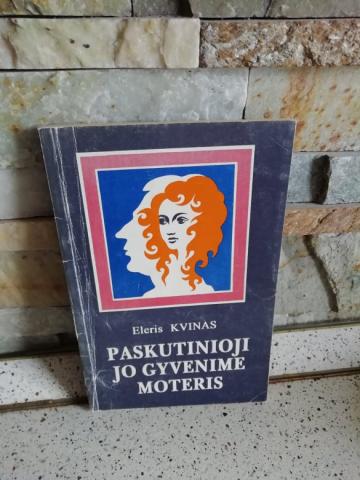 Eleris KVINAS
PASKUTINIOJI
JO GYVENIME
MOTERIS